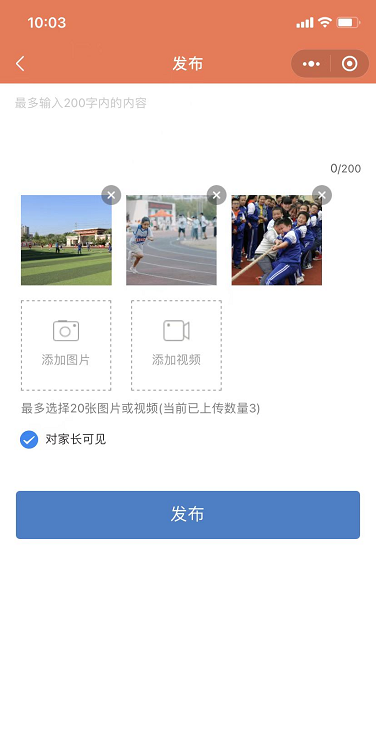 10:03
发布
最多输入200字内的内容
0/200
添加图片
添加视频
最多选择20张图片或视频(当前已上传数量3)
对家长可见
发布